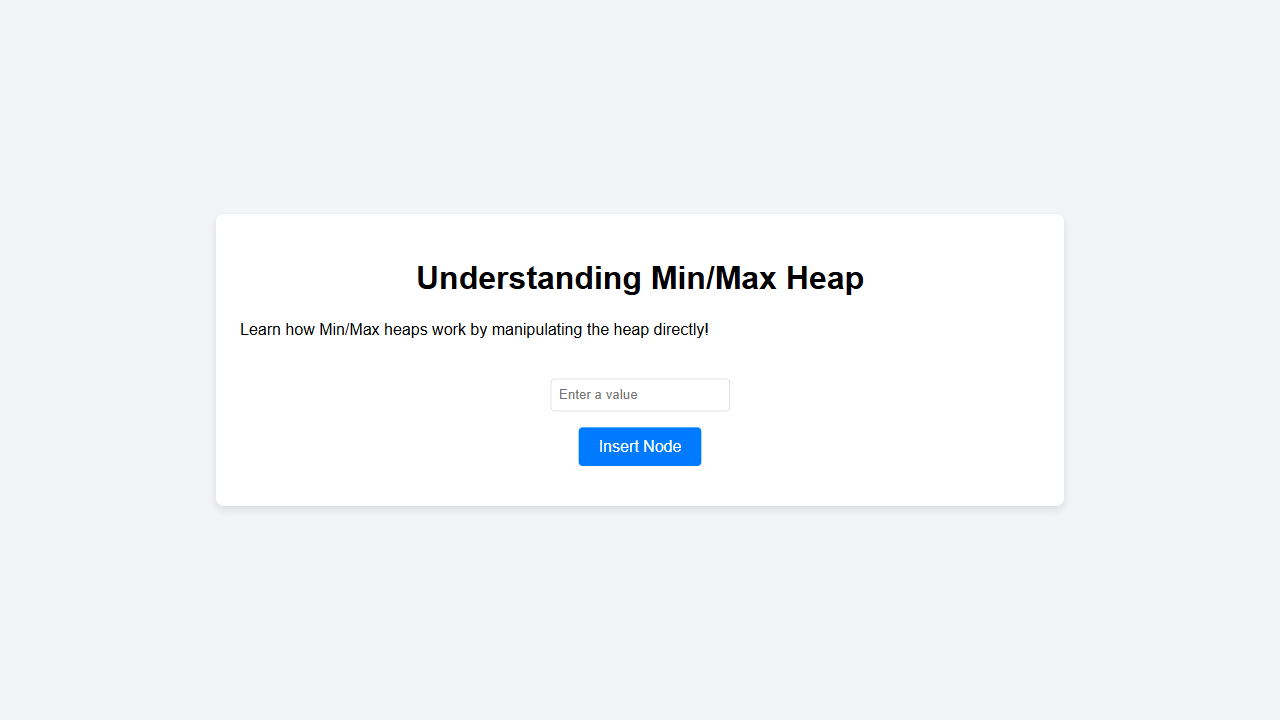 Understanding Min/Max Heap
Learn how Min/Max heaps work by manipulating the heap directly!
Enter a value
Insert Node